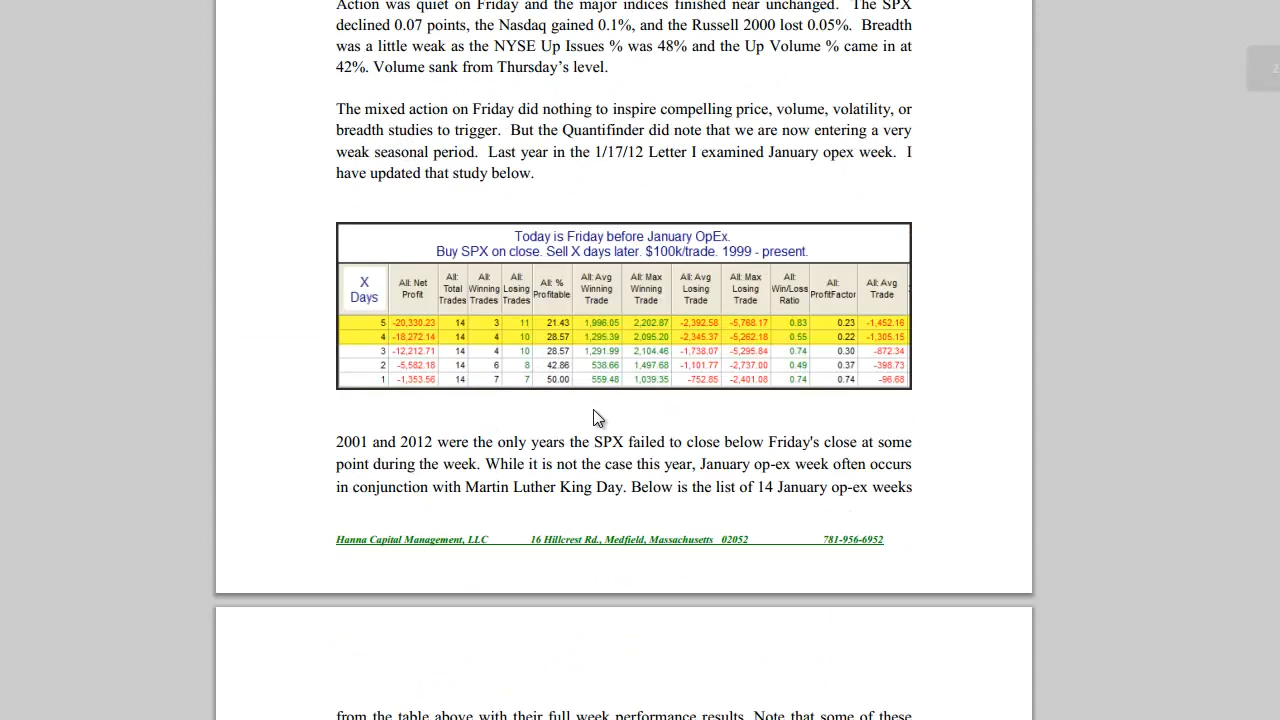 Action was quiet on Friday and the major indices finished near unchanged. The SPX
declined 0.07 points, the Nasdaq gained 0.1%, and the Russell 2000 lost 0.05%. Breadth
was a little weak as the NYSE Up Issues % was 48% and the Up Volume % came in at
42%. Volume sank from Thursday's level.
The mixed action on Friday did nothing to inspire compelling price, volume, volatility, or
breadth studies to trigger. But the Quantifinder did note that we are now entering a very
weak seasonal period. Last year in the 1/17/12 Letter I examined January opex week. I
have updated that study below.
Today is Friday before January OpEx.
Buy SPX on close. Sell X days later. $100k/trade. 1999 - present.
X Days All: Net Profit All: Total Trades All: Winning Trades All: Losing Trades All: % Profitable All: Avg Winning Trade All: Max Winning Trade All: Avg Losing Trade All: Max Losing Trade All: Win/Loss Ratio All: ProfitFactor All: Avg Trade
5 -20,330.23 14 3 11 21.43 1,996.05 2,202.87 -2,392.58 -5,768.17 0.83 0.23 -1,452.16
4 -18,272.14 14 4 10 28.57 1,295.39 2,095.20 -2,345.37 -5,262.18 0.55 0.22 -1,305.15
3 -12,212.71 14 4 10 28.57 1,291.99 2,104.46 -1,738.07 -5,295.84 0.74 0.30 -872.34
2 -5,582.18 14 6 8 42.86 538.66 1,497.68 -1,101.77 -2,737.00 0.49 0.37 -398.73
1 -1,353.56 14 7 7 50.00 559.48 1,039.35 -752.85 -2,401.08 0.74 0.74 -96.68
2001 and 2012 were the only years the SPX failed to close below Friday's close at some
point during the week. While it is not the case this year, January op-ex week often occurs
in conjunction with Martin Luther King Day. Below is the list of 14 January op-ex weeks
Hanna Capital Management, LLC 16 Hillcrest Rd., Medfield, Massachusetts 02052 781-956-6952
from the table above with their full week performance results. Note that some of these